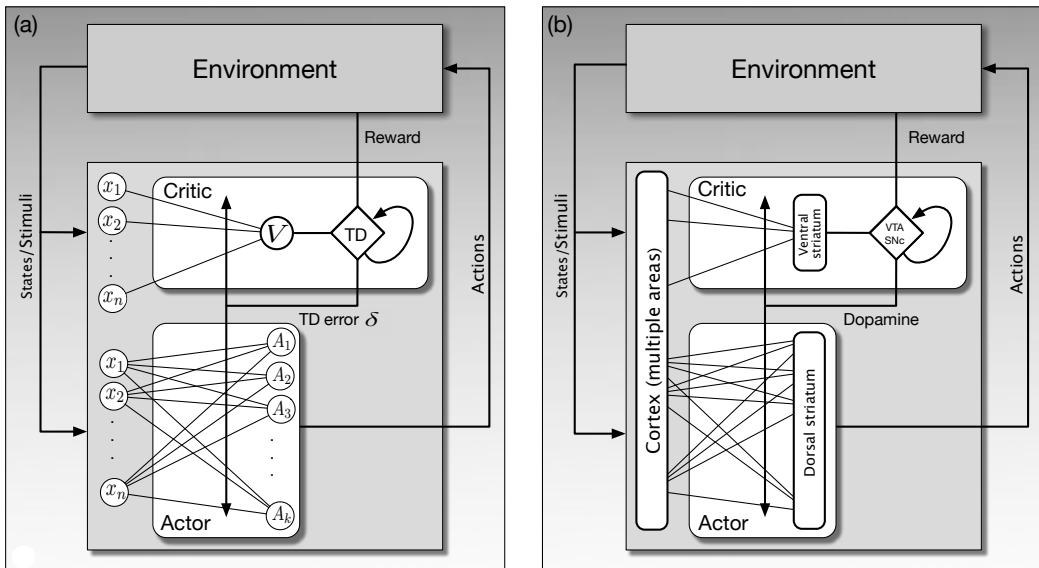 (a)
Environment
Reward
States/Stimuli
Actions
x₁
x₂
xₙ
Critic
V
TD
TD error δ
x₁
x₂
xₙ
A₁
A₂
A₃
Aₖ
Actor
(b)
Environment
Reward
States/Stimuli
Actions
Cortex (multiple areas)
Critic
Ventral
striatum
VTA
SNc
Dopamine
Dorsal striatum
Actor